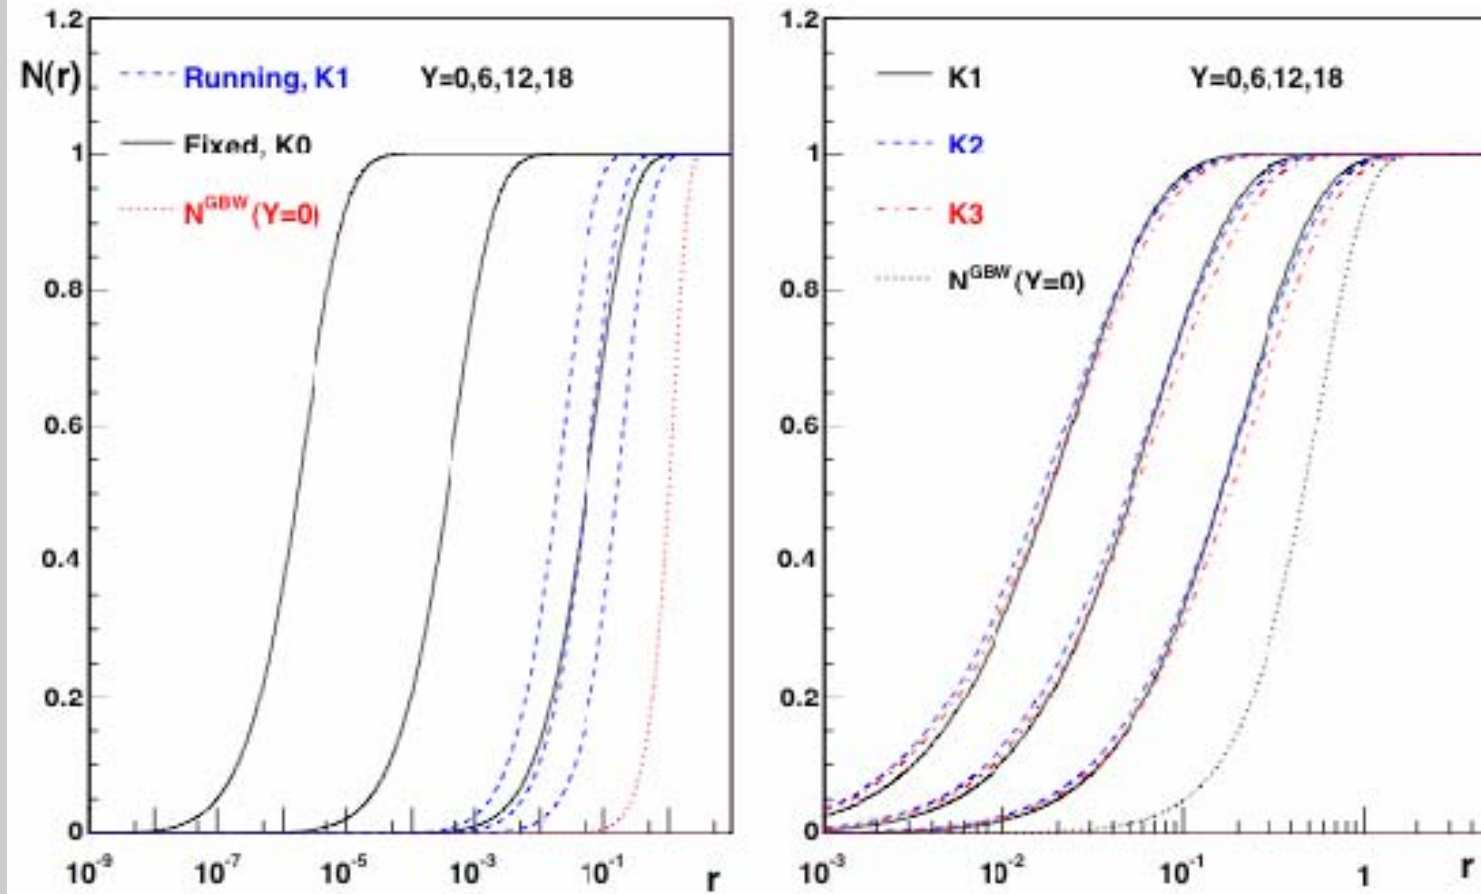 1.2
N(r)
Running, K1
Y=0,6,12,18
Fixed, K0
N^GBW (Y=0)
1
0.8
0.6
0.4
0.2
0
10^-9
10^-7
10^-5
10^-3
10^-1
r
1.2
K1
Y=0,6,12,18
K2
K3
N^GBW (Y=0)
1
0.8
0.6
0.4
0.2
0
10^-3
10^-2
10^-1
1
r